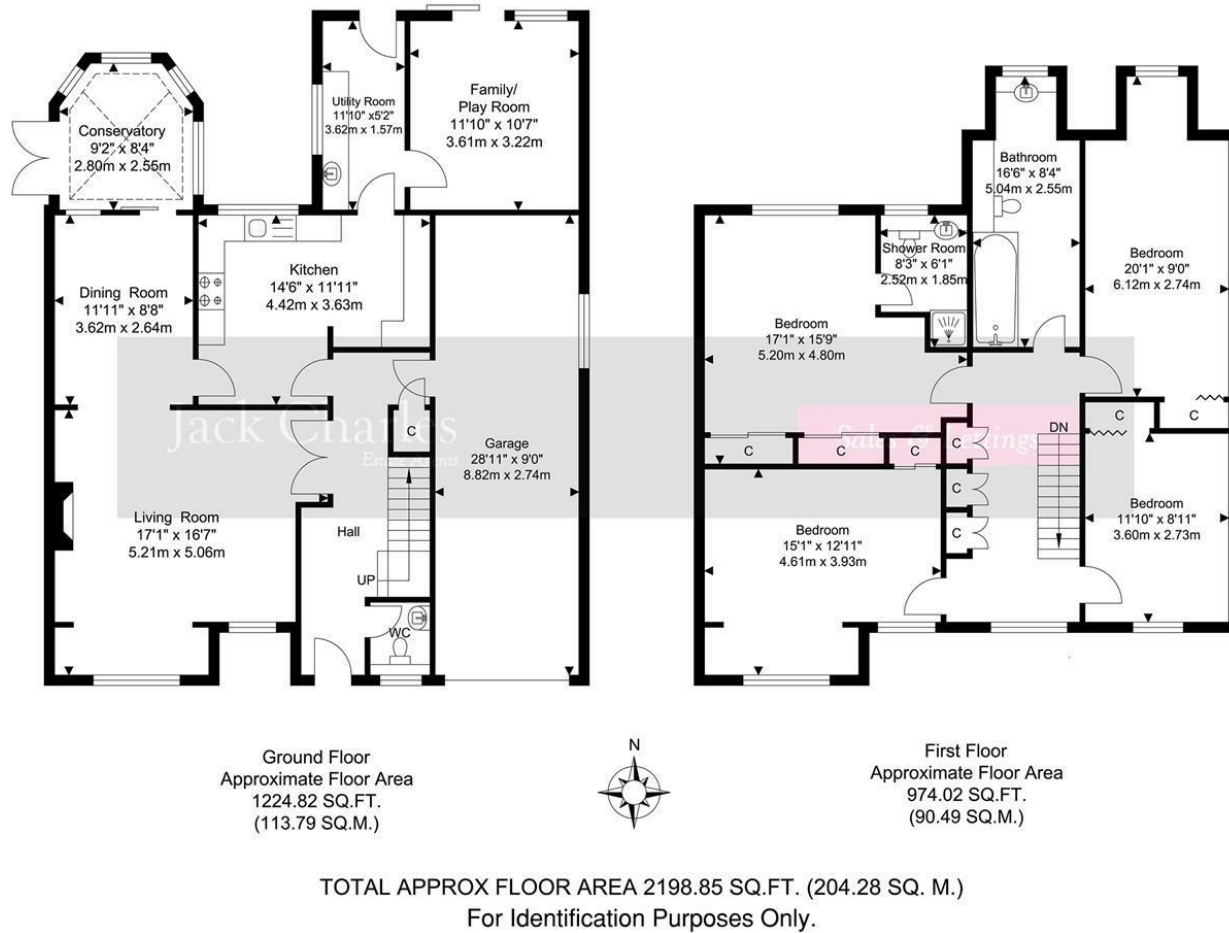 Conservatory
9'2" x 8'4"
2.80m x 2.55m
Utility Room
11'10" x5'2"
3.62m x 1.57m
Family/
Play Room
11'10" x 10'7"
3.61m x 3.22m
Kitchen
14'6" x 11'11"
4.42m x 3.63m
Dining Room
11'11" x 8'8"
3.62m x 2.64m
C
Garage
28'11" x 9'0"
8.82m x 2.74m
Living Room
17'1" x 16'7"
5.21m x 5.06m
Hall
UP
WC
Jack Charles
Estate Agents
Sales & Lettings
Bathroom
16'6" x 8'4"
5.04m x 2.55m
Shower Room
8'3" x 6'1"
2.52m x 1.85m
Bedroom
20'1" x 9'0"
6.12m x 2.74m
Bedroom
17'1" x 15'9"
5.20m x 4.80m
C
C
DN
C
C
C
C
C
C
Bedroom
11'10" x 8'11"
3.60m x 2.73m
Bedroom
15'1" x 12'11"
4.61m x 3.93m
Ground Floor
Approximate Floor Area
1224.82 SQ.FT.
(113.79 SQ.M.)
N
First Floor
Approximate Floor Area
974.02 SQ.FT.
(90.49 SQ.M.)
TOTAL APPROX FLOOR AREA 2198.85 SQ.FT. (204.28 SQ. M.)
For Identification Purposes Only.